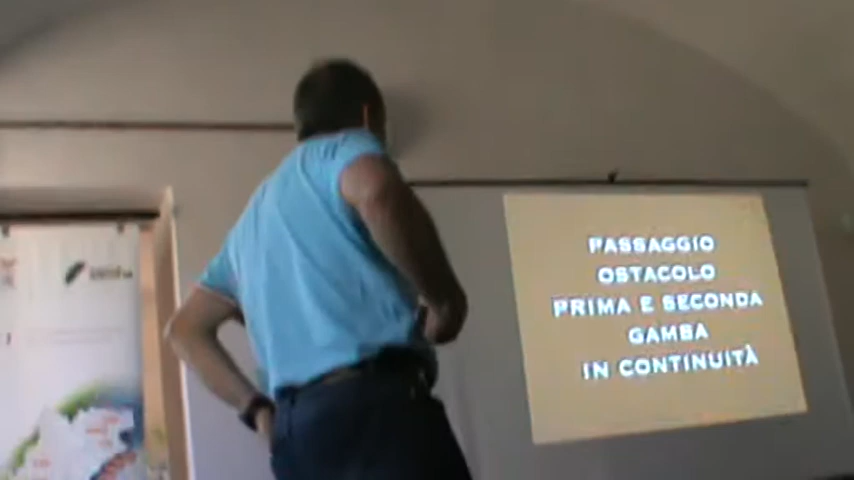 PASSAGGIO
OSTACOLO
PRIMA E SECONDA
GAMBA
IN CONTINUITÀ